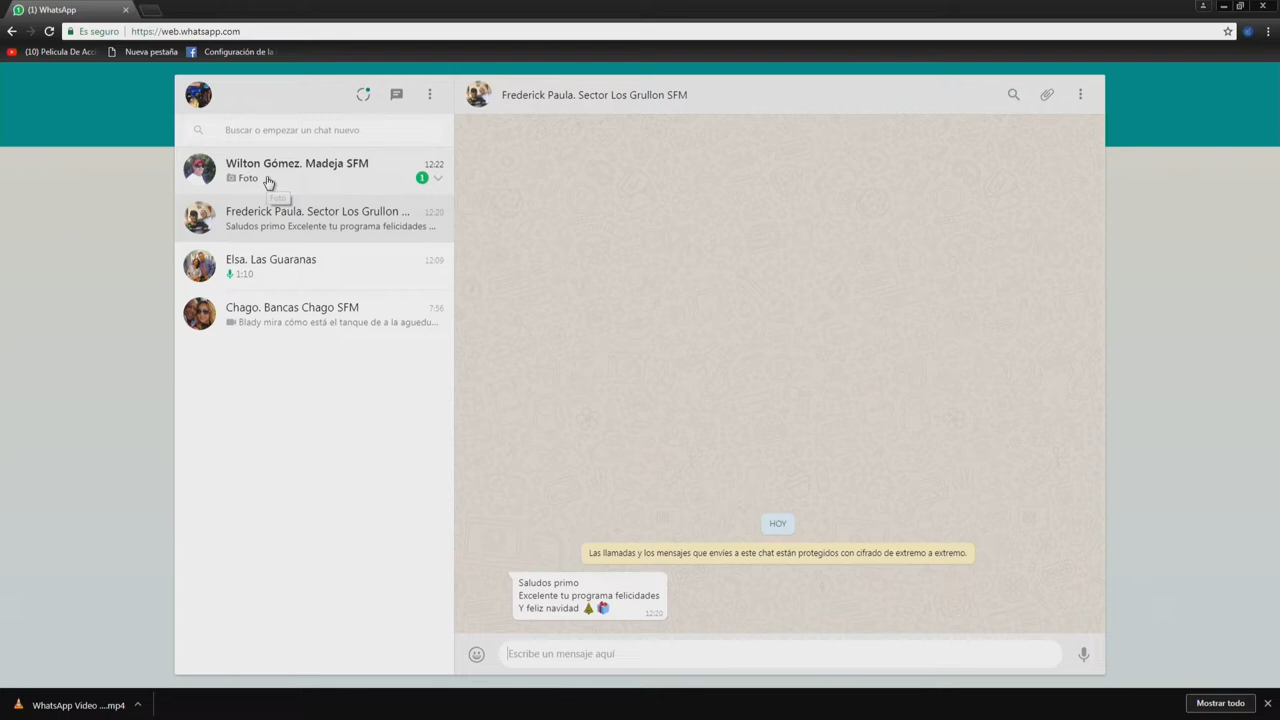 (1) WhatsApp
Es seguro
https://web.whatsapp.com
(10) Pelicula De Acci
Nueva pestaña
Configuración de la
Frederick Paula. Sector Los Grullon SFM
Buscar o empezar un chat nuevo
Wilton Gómez. Madeja SFM
12:22
Foto
1
Foto
Frederick Paula. Sector Los Grullon ...
12:20
Saludos primo Excelente tu programa felicidades ...
Elsa. Las Guaranas
12:09
1:10
Chago. Bancas Chago SFM
7:56
Blady mira cómo está el tanque de a la aguedu...
HOY
Las llamadas y los mensajes que envíes a este chat están protegidos con cifrado de extremo a extremo.
Saludos primo
Excelente tu programa felicidades
Y feliz navidad
12:20
Escribe un mensaje aquí
WhatsApp Video ....mp4
Mostrar todo